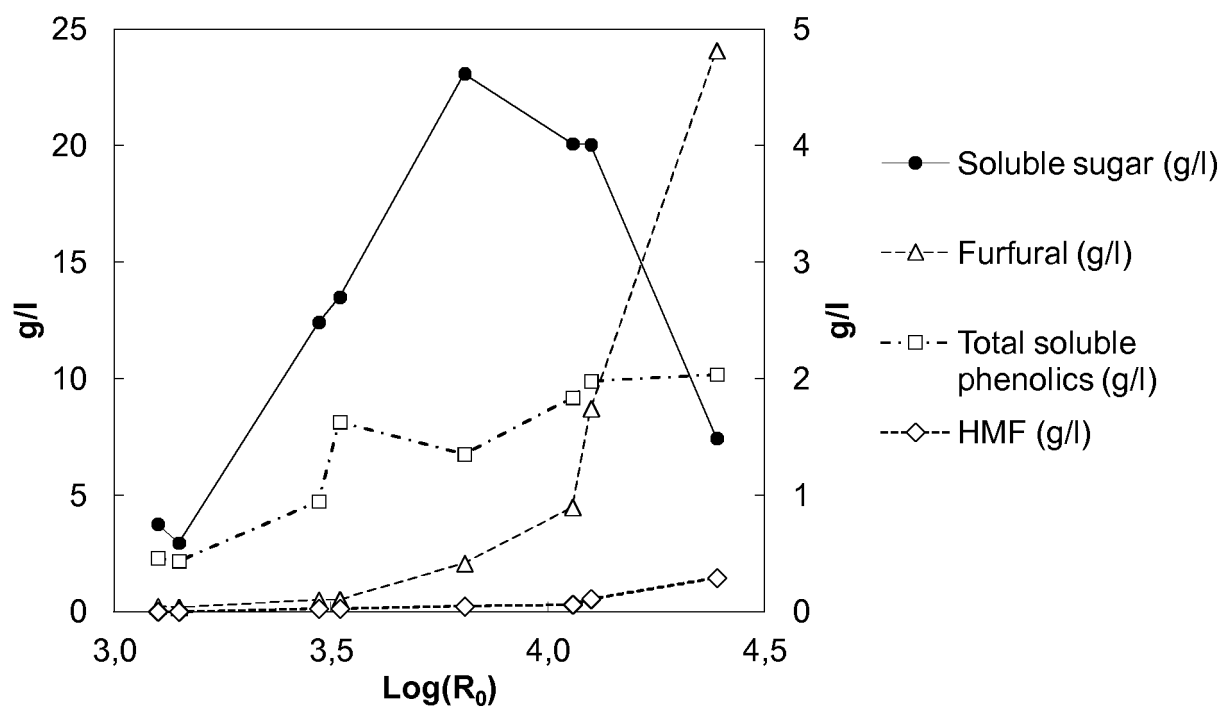 25
20
15
10
5
0
g/l
3,0
3,5
4,0
4,5
Log(R₀)
5
4
3
2
1
0
g/l
Soluble sugar (g/l)
Furfural (g/l)
Total soluble
phenolics (g/l)
HMF (g/l)